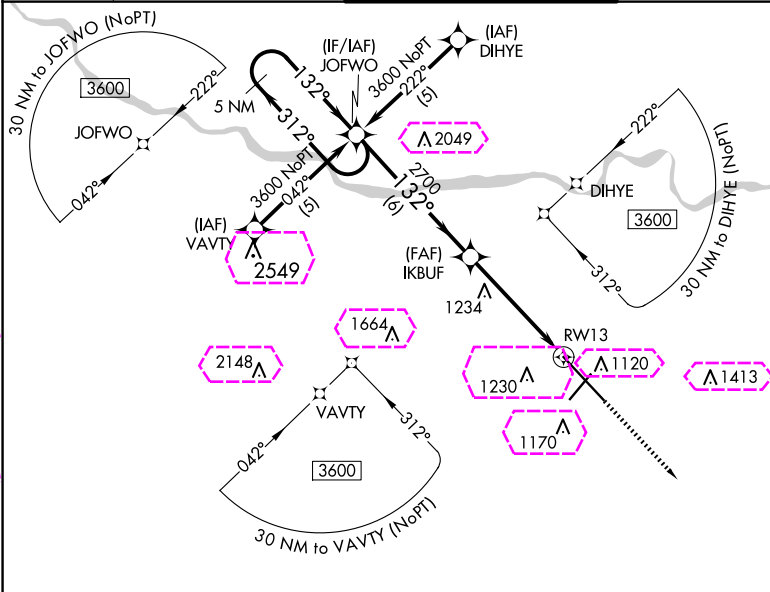 30 NM to JOFWO (NoPT)
3600
222°
JOFWO
042°
(IF/IAF)
JOFWO
(IAF)
DIHYE
3600 NoPT
222°
(5)
132°
312°
5 NM
2049
3600 NoPT
042°
(5)
2700
132°
(6)
(IAF)
VAVTY
2549
(FAF)
IKBUF
1234
222°
DIHYE
3600
312°
30 NM to DIHYE (NoPT)
1664
2148
RW13
1230
1120
1413
1170
VAVTY
042°
312°
3600
30 NM to VAVTY (NoPT)